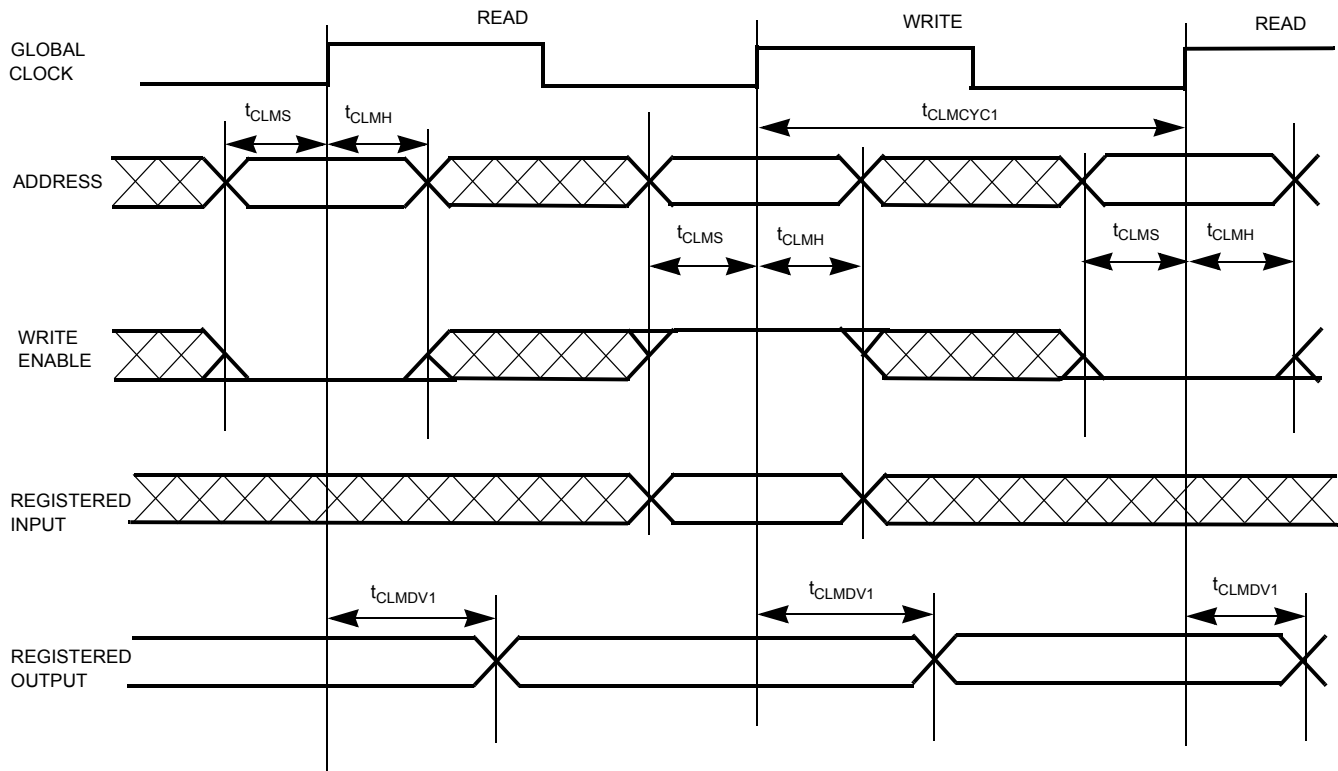 READ
WRITE
READ
GLOBAL
CLOCK
tCLMS
tCLMH
tCLMCYC1
ADDRESS
tCLMS
tCLMH
tCLMS
tCLMH
WRITE
ENABLE
REGISTERED
INPUT
tCLMDV1
tCLMDV1
tCLMDV1
REGISTERED
OUTPUT